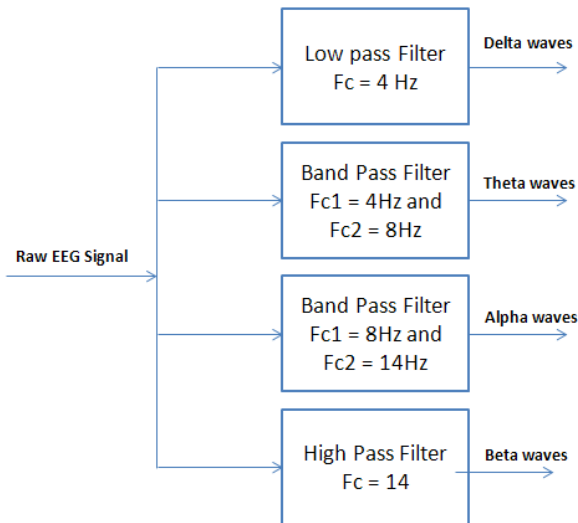 Low pass Filter
Fc = 4 Hz
Delta waves
Band Pass Filter
Fc1 = 4Hz and
Fc2 = 8Hz
Theta waves
Raw EEG Signal
Band Pass Filter
Fc1 = 8Hz and
Fc2 = 14Hz
Alpha waves
High Pass Filter
Fc = 14
Beta waves